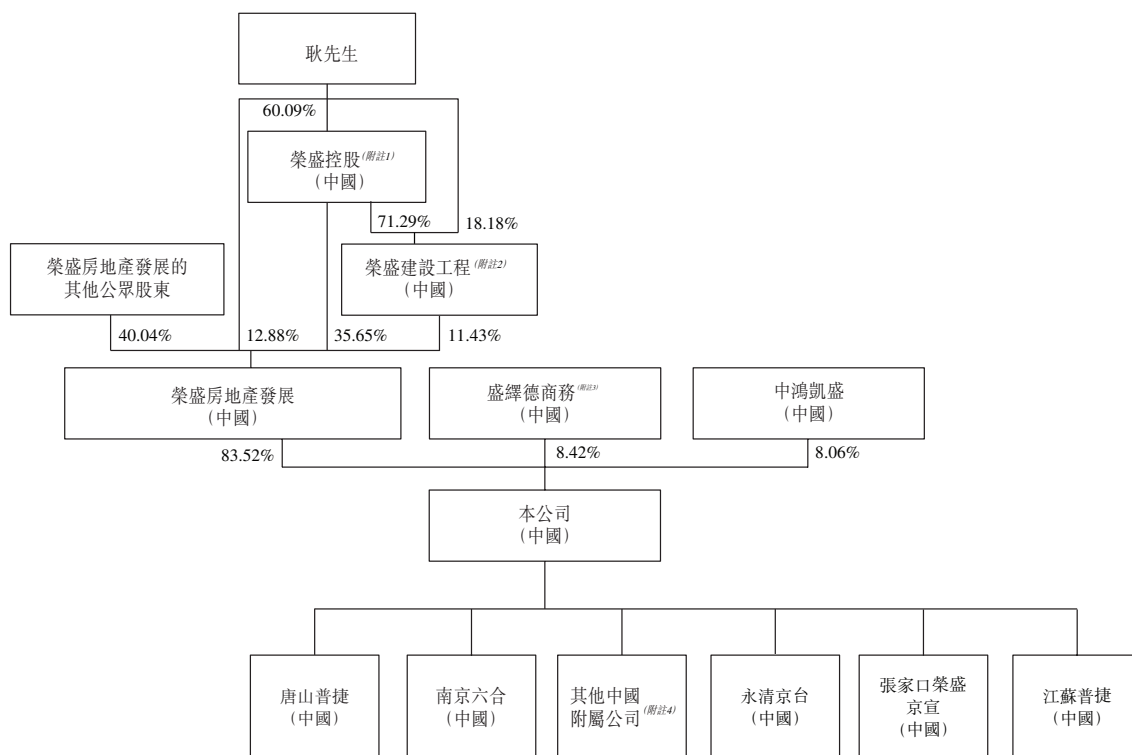 耿先生
60.09%
榮盛控股(附註1)
(中國)
71.29%
18.18%
榮盛房地產發展的
其他公眾股東
榮盛建設工程(附註2)
(中國)
40.04%
12.88%
35.65%
11.43%
榮盛房地產發展
(中國)
盛繹德商務(附註3)
(中國)
中鴻凱盛
(中國)
83.52%
8.42%
8.06%
本公司
(中國)
唐山普捷
(中國)
南京六合
(中國)
其他中國
附屬公司(附註4)
永清京台
(中國)
張家口榮盛
京宣
(中國)
江蘇普捷
(中國)